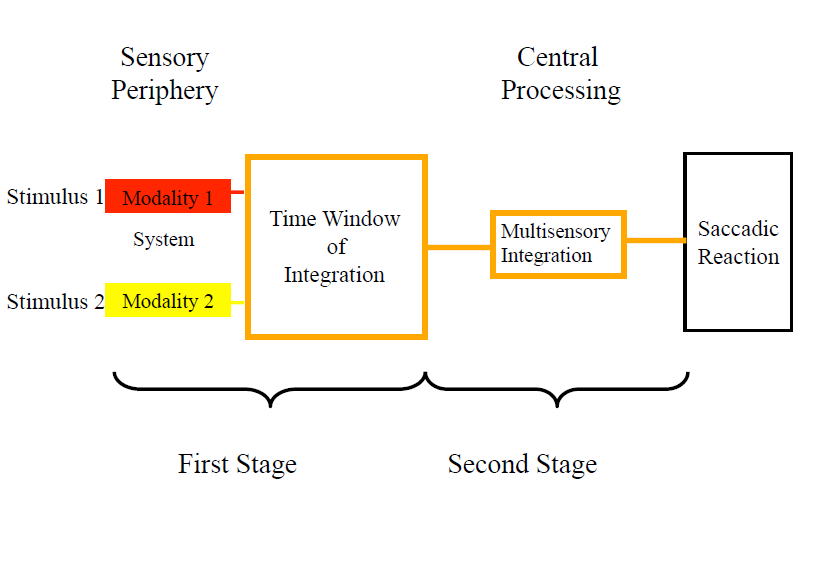 Sensory
Periphery
Central
Processing
Stimulus 1
Modality 1
System
Stimulus 2
Modality 2
Time Window
of
Integration
Multisensory
Integration
Saccadic
Reaction
First Stage
Second Stage